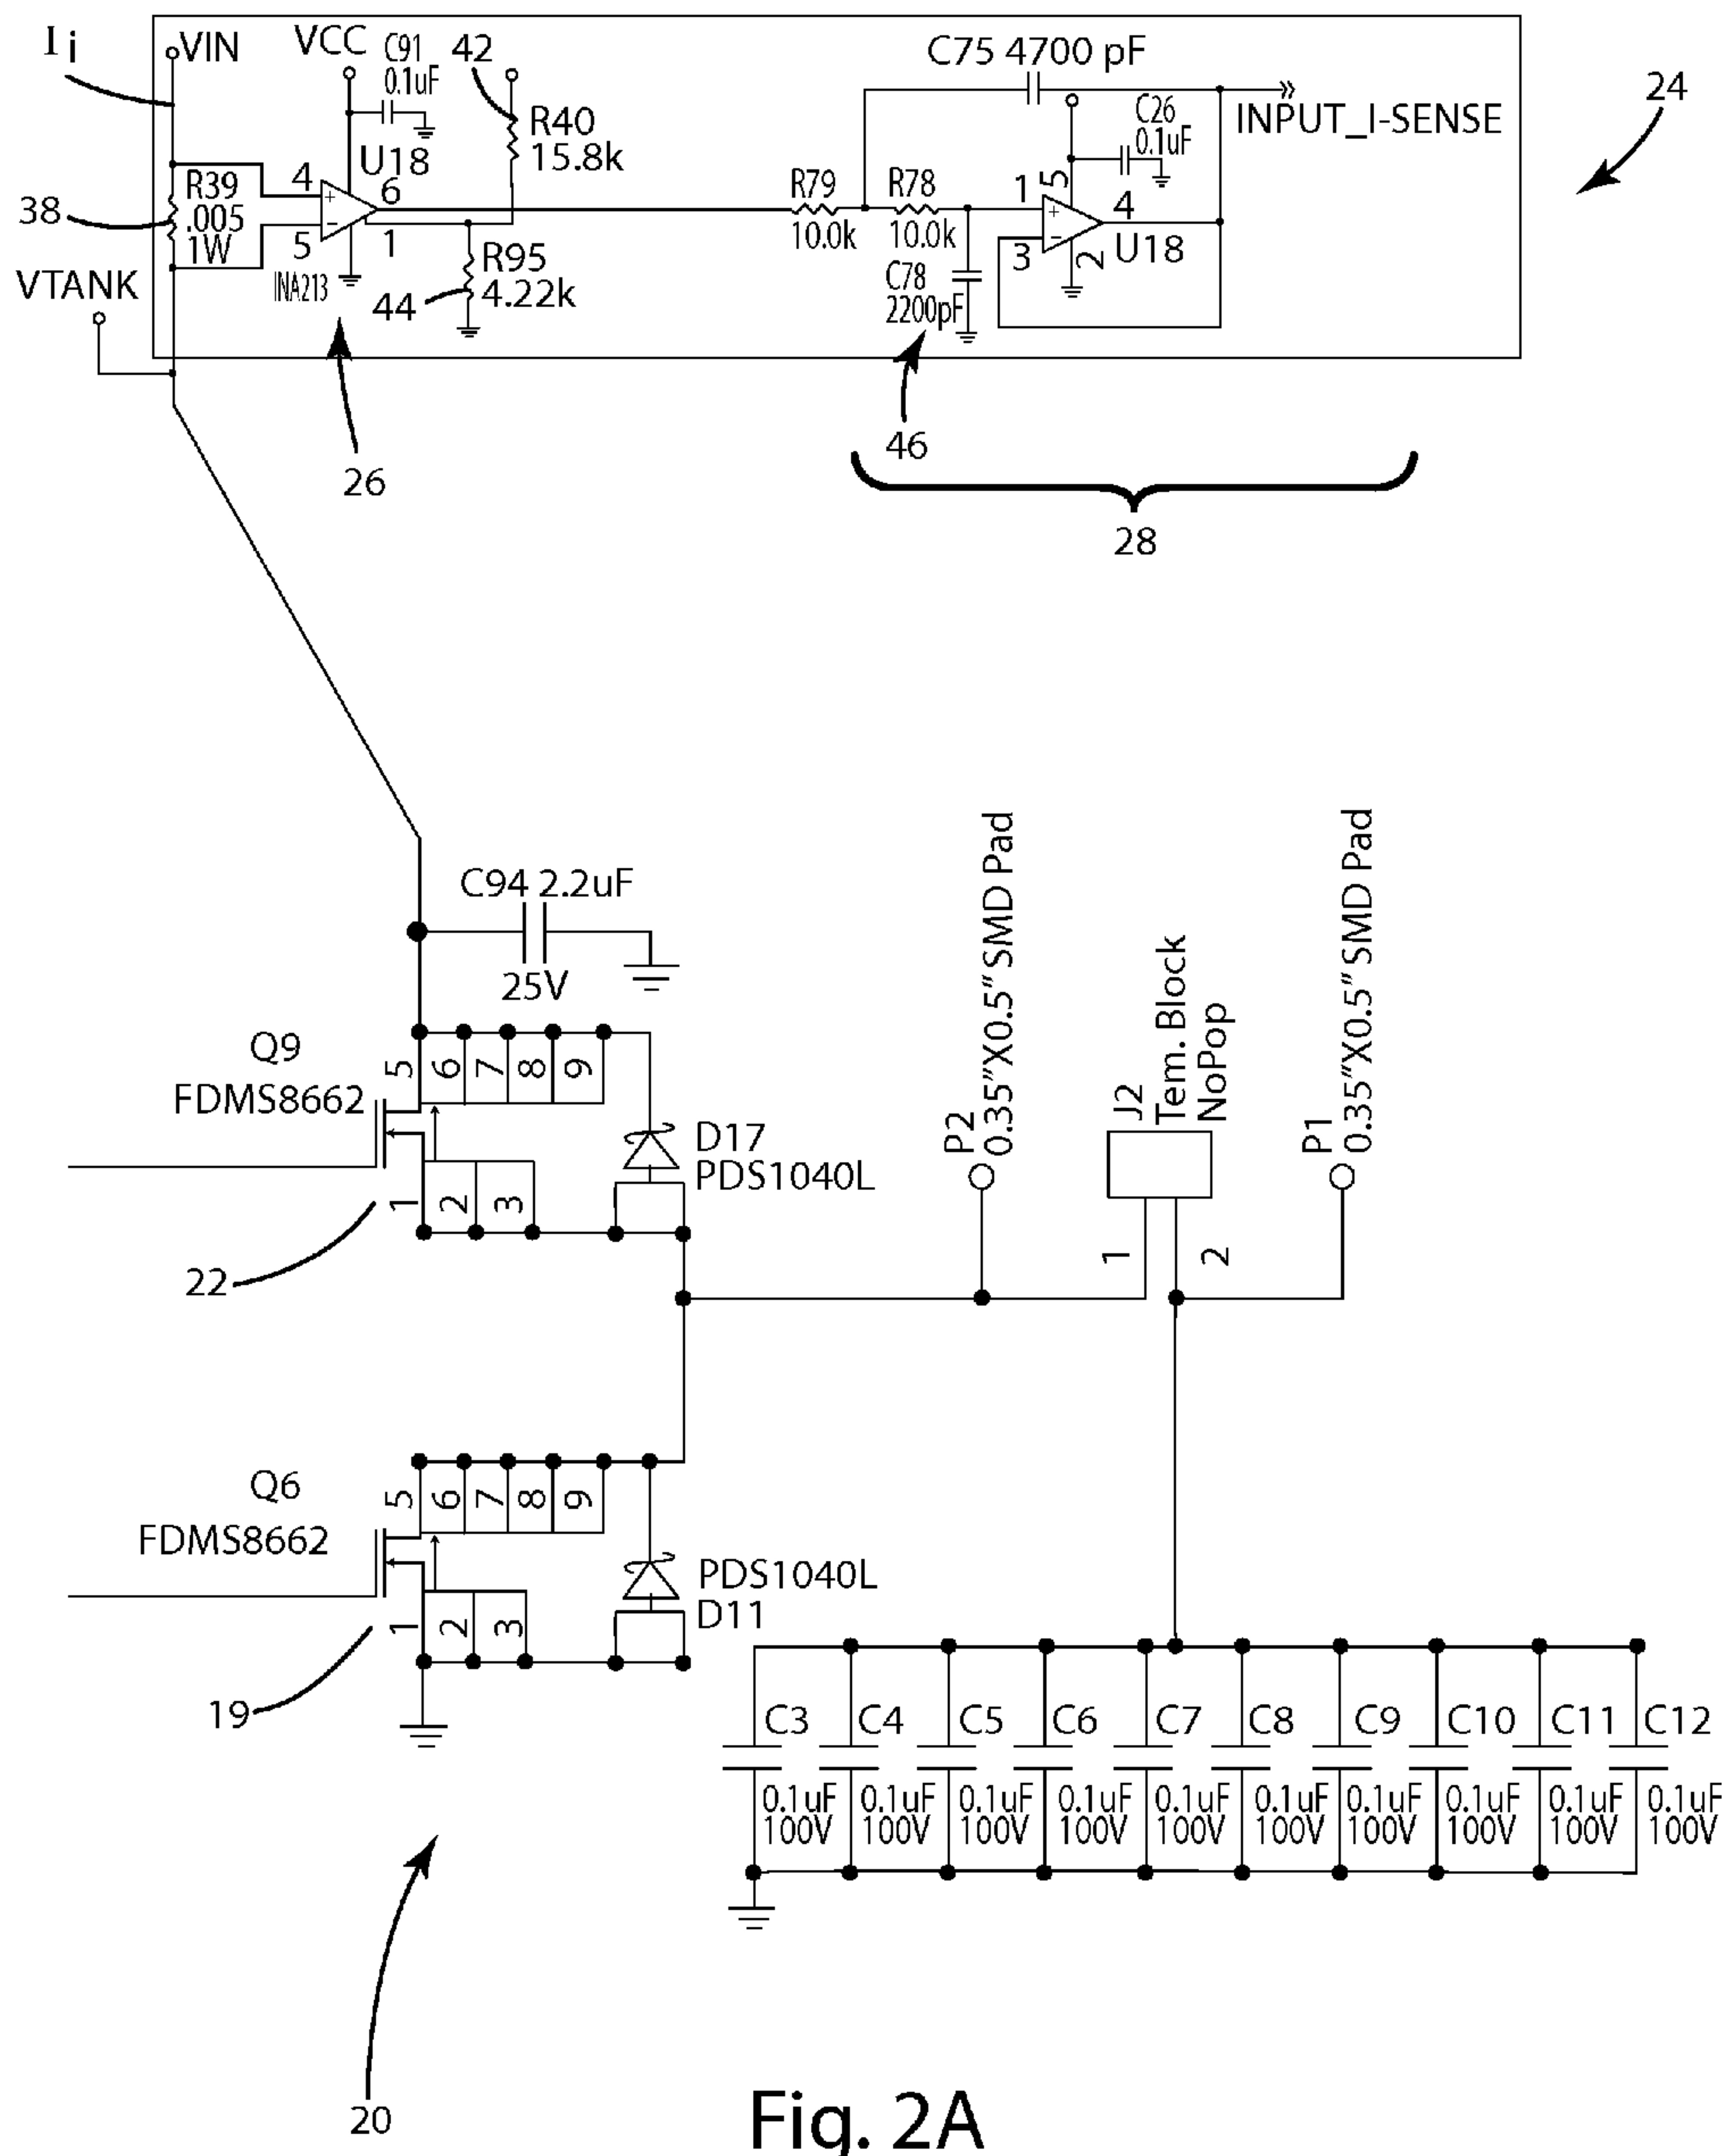 I i
VIN
VCC
C91
0.1uF
42
C75 4700 pF
24
R40
15.8k
C26
0.1uF
INPUT_I-SENSE
U18
4
6
5
1
R39
.005
1W
38
INA213
R95
4.22k
44
VTANK
R79
10.0k
R78
10.0k
C78
2200pF
1
5
3
4
2
U18
26
46
28
C94 2.2uF
25V
Q9
FDMS8662
5
6
7
8
9
1
2
3
D17
PDS1040L
22
P2
0.35"X0.5" SMD Pad
J2
Tem. Block
NoPop
1
2
P1
0.35"X0.5" SMD Pad
Q6
FDMS8662
5
6
7
8
9
1
2
3
PDS1040L
D11
19
C3
C4
C5
C6
C7
C8
C9
C10
C11
C12
0.1uF
100V
0.1uF
100V
0.1uF
100V
0.1uF
100V
0.1uF
100V
0.1uF
100V
0.1uF
100V
0.1uF
100V
0.1uF
100V
0.1uF
100V
20
Fig. 2A